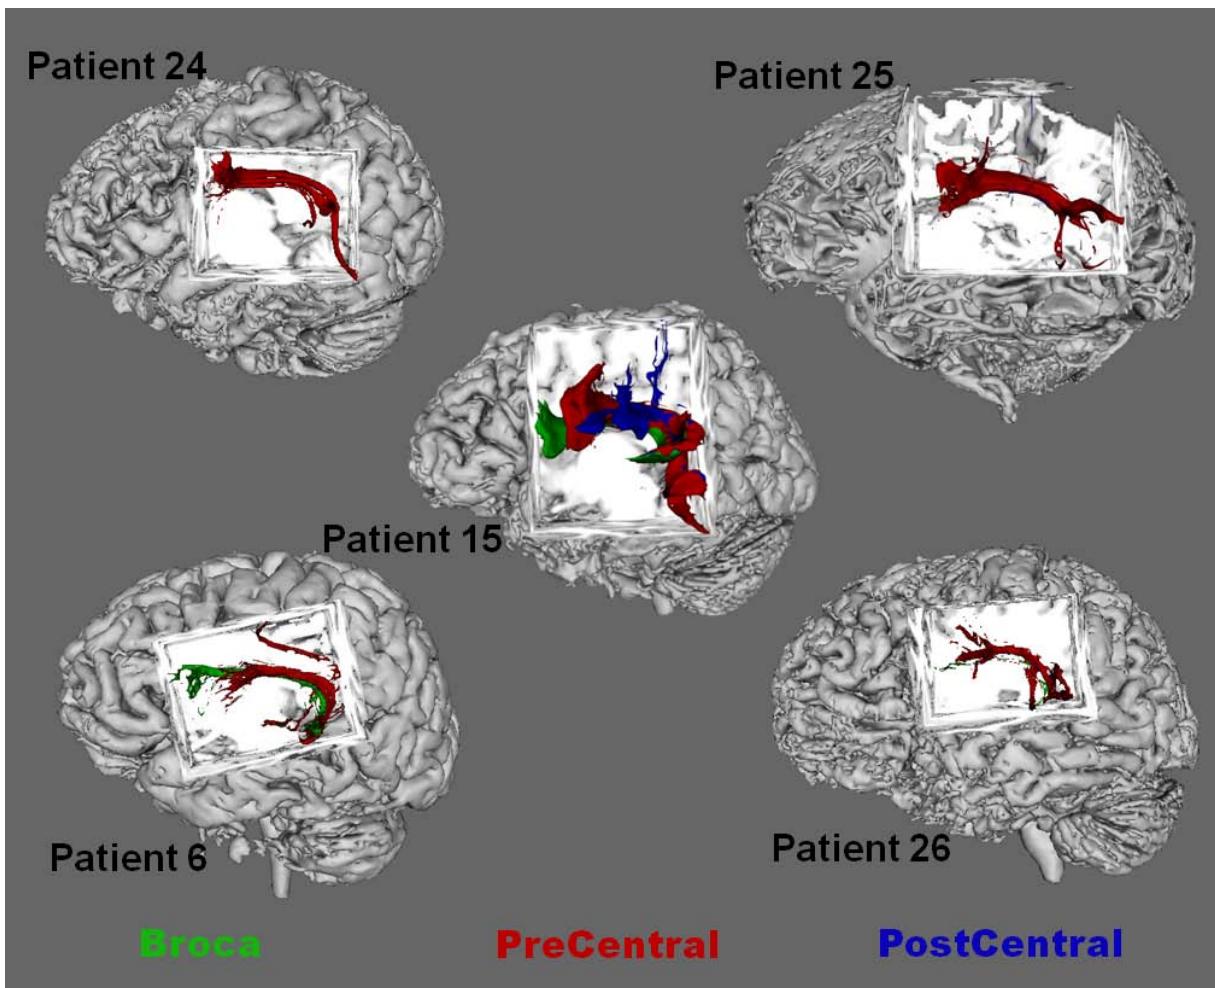 Patient 24
Patient 25
Patient 15
Patient 6
Patient 26
Broca PreCentral PostCentral